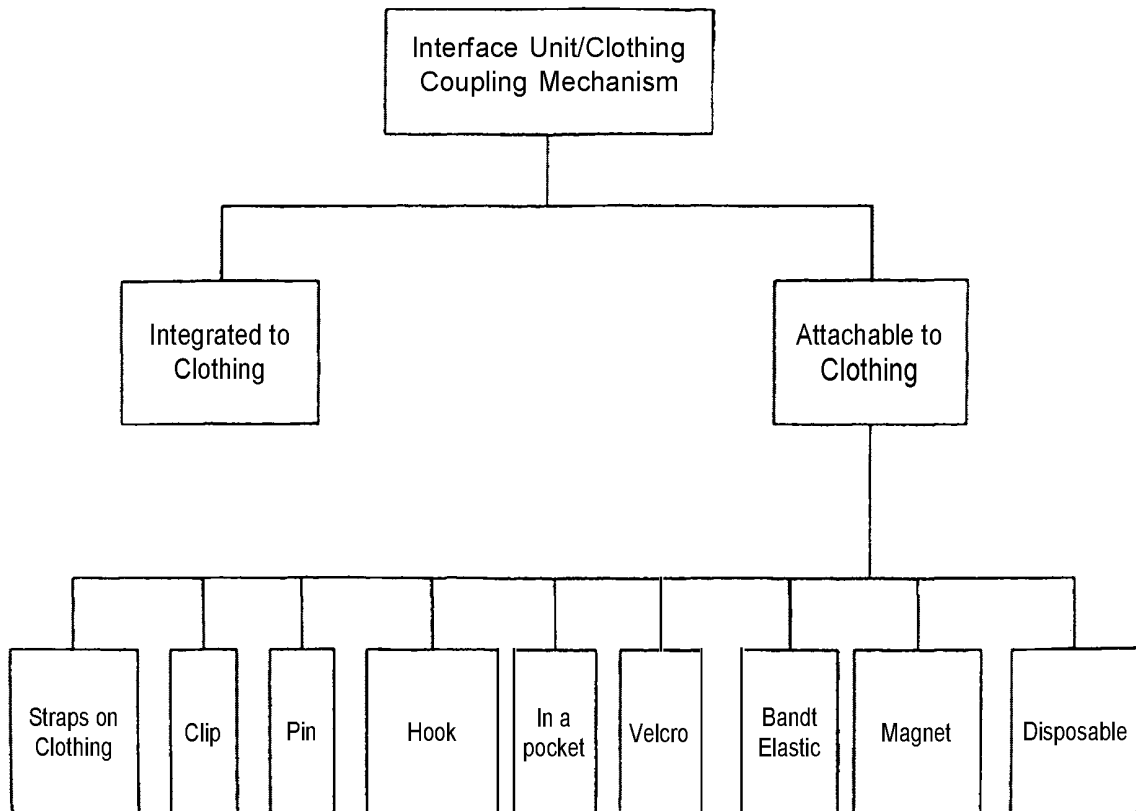 Interface Unit/Clothing
Coupling Mechanism
Integrated to
Clothing
Attachable to
Clothing
Straps on
Clothing
Clip
Pin
Hook
In a
pocket
Velcro
Bandt
Elastic
Magnet
Disposable